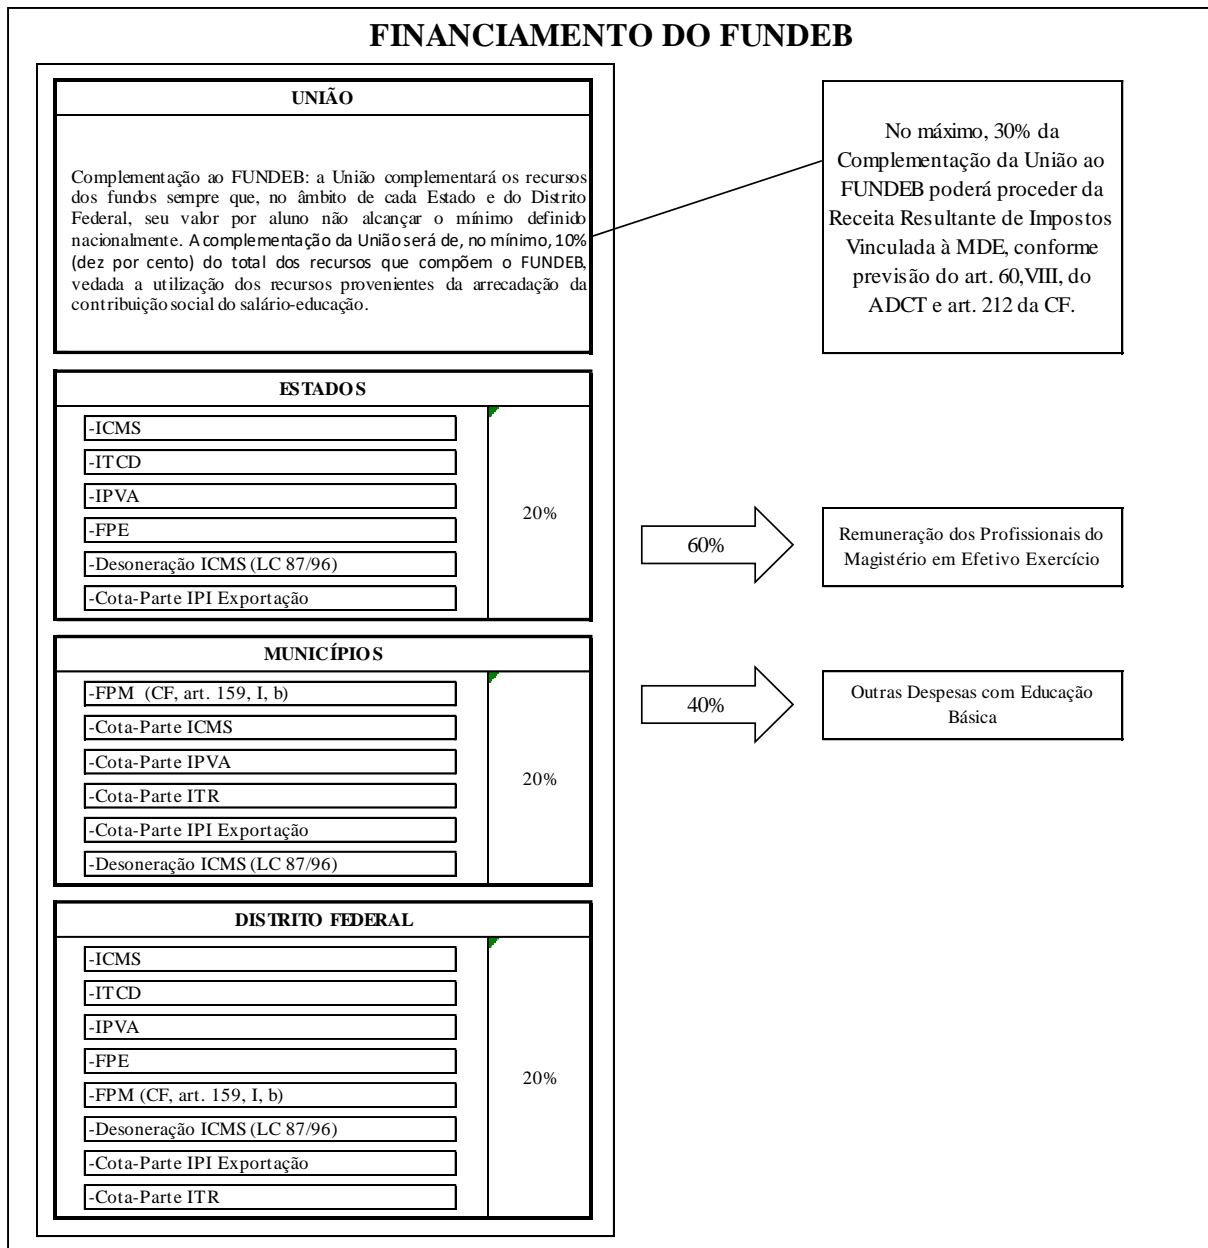 FINANCIAMENTO DO FUNDEB
UNIÃO
Complementação ao FUNDEB: a União complementará os recursos
dos fundos sempre que, no âmbito de cada Estado e do Distrito
Federal, seu valor por aluno não alcançar o mínimo definido
nacionalmente. A complementação da União será de, no mínimo, 10%
(dez por cento) do total dos recursos que compõem o FUNDEB,
vedada a utilização dos recursos provenientes da arrecadação da
contribuição social do salário-educação.
No máximo, 30% da
Complementação da União ao
FUNDEB poderá proceder da
Receita Resultante de Impostos
Vinculada à MDE, conforme
previsão do art. 60,VIII, do
ADCT e art. 212 da CF.
ESTADOS
-ICMS
-ITCD
-IPVA
-FPE
-Desoneração ICMS (LC 87/96)
-Cota-Parte IPI Exportação
20%
60%
Remuneração dos Profissionais do
Magistério em Efetivo Exercício
MUNICÍPIOS
-FPM (CF, art. 159, I, b)
-Cota-Parte ICMS
-Cota-Parte IPVA
-Cota-Parte ITR
-Cota-Parte IPI Exportação
-Desoneração ICMS (LC 87/96)
20%
40%
Outras Despesas com Educação
Básica
DISTRITO FEDERAL
-ICMS
-ITCD
-IPVA
-FPE
-FPM (CF, art. 159, I, b)
-Desoneração ICMS (LC 87/96)
-Cota-Parte IPI Exportação
-Cota-Parte ITR
20%